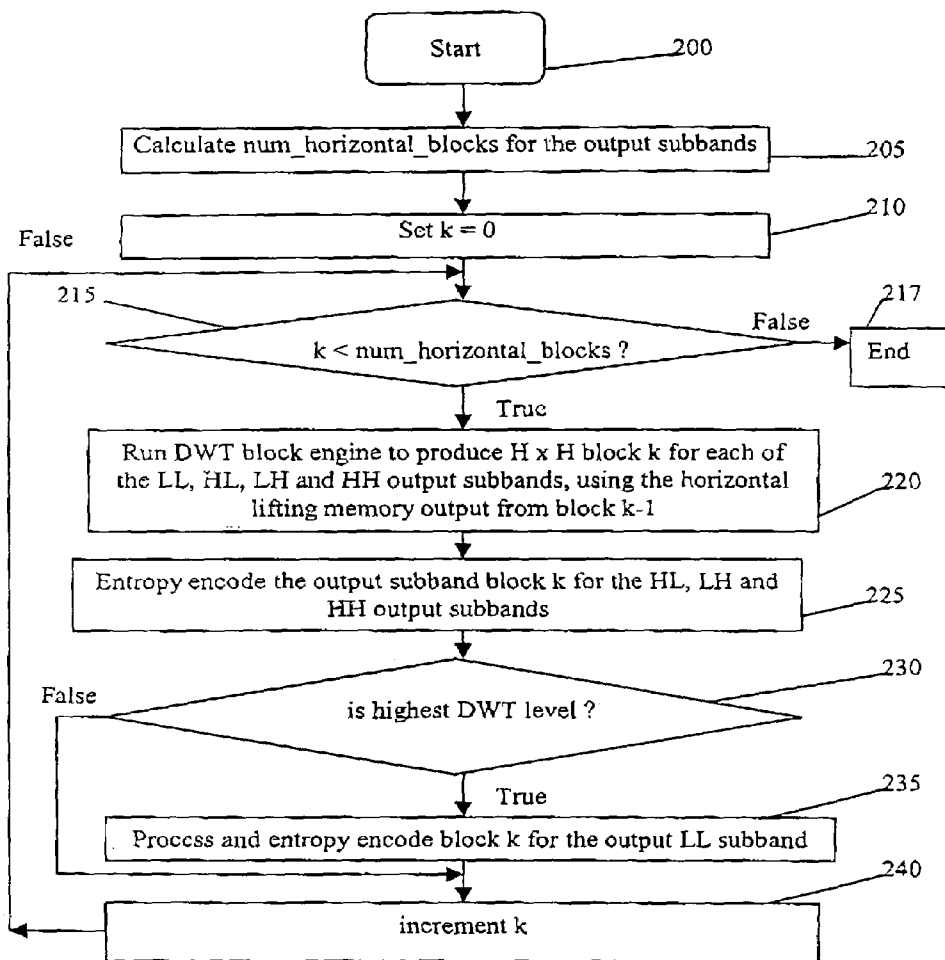 Start
200
Calculate num_horizontal_blocks for the output subbands
205
210
Set k = 0
False
215
217
False
k < num_horizontal_blocks ?
End
True
Run DWT block engine to produce H x H block k for each of
the LL, HL, LH and HH output subbands, using the horizontal
lifting memory output from block k-1
220
Entropy encode the output subband block k for the HL, LH and
HH output subbands
225
230
False
is highest DWT level ?
235
True
Process and entropy encode block k for the output LL subband
240
increment k